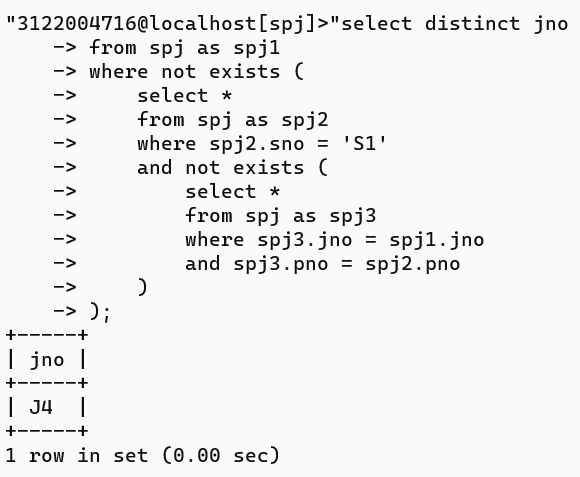 "3122004716@localhost[spj]>"select distinct jno
    -> from spj as spj1
    -> where not exists (
    ->     select *
    ->     from spj as spj2
    ->     where spj2.sno = 'S1'
    ->     and not exists (
    ->         select *
    ->         from spj as spj3
    ->         where spj3.jno = spj1.jno
    ->         and spj3.pno = spj2.pno
    ->     )
    -> );
+-----+
| jno |
+-----+
| J4  |
+-----+
1 row in set (0.00 sec)